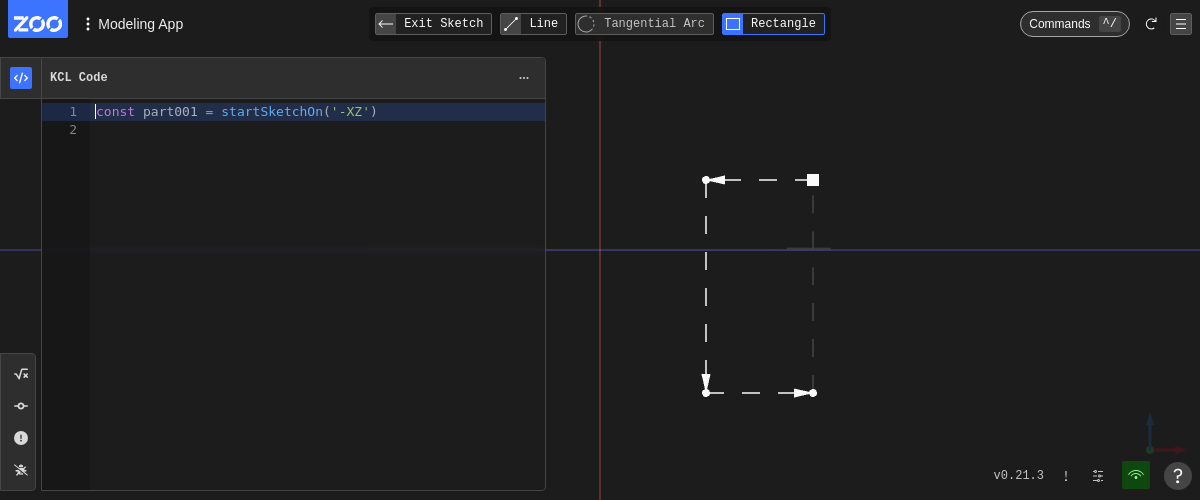 ZOO
Modeling App
Exit Sketch
Line
Tangential Arc
Rectangle
Commands ^/
KCL Code
1 const part001 = startSketchOn('-XZ')
2
v0.21.3
!
?